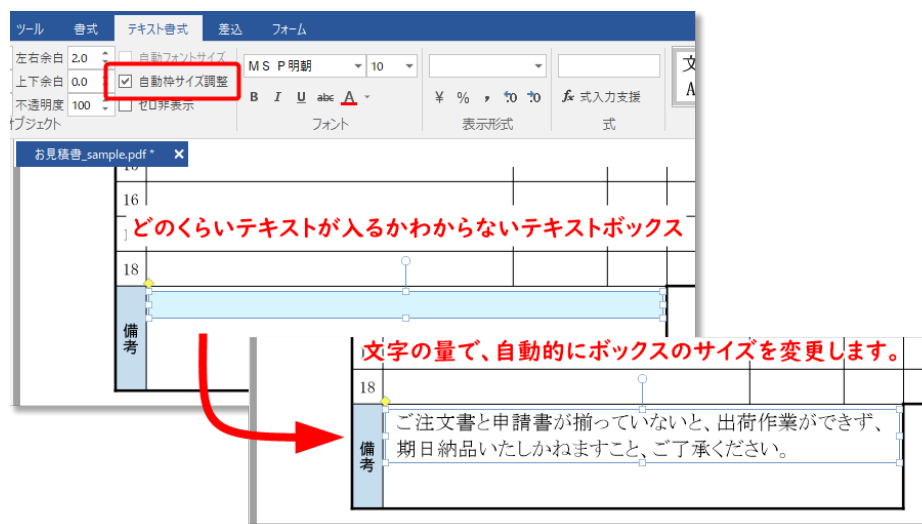 ツール 書式 テキスト書式 差込 フォーム
左右余白 2.0 自動フォントサイズ MS P明朝 10
上下余白 0.0 自動枠サイズ調整
不透明度 100 ゼロ非表示 B I U abc A ¥ % , .0 .0 fx 式入力支援
ブジェクト フォント 表示形式 式
文
A
お見積書_sample.pdf * ×
16
どのくらいテキストが入るかわからないテキストボックス
18
備考
文字の量で、自動的にボックスのサイズを変更します。
18
備考
ご注文書と申請書が揃っていないと、出荷作業ができず、
期日納品いたしかねますこと、ご了承ください。